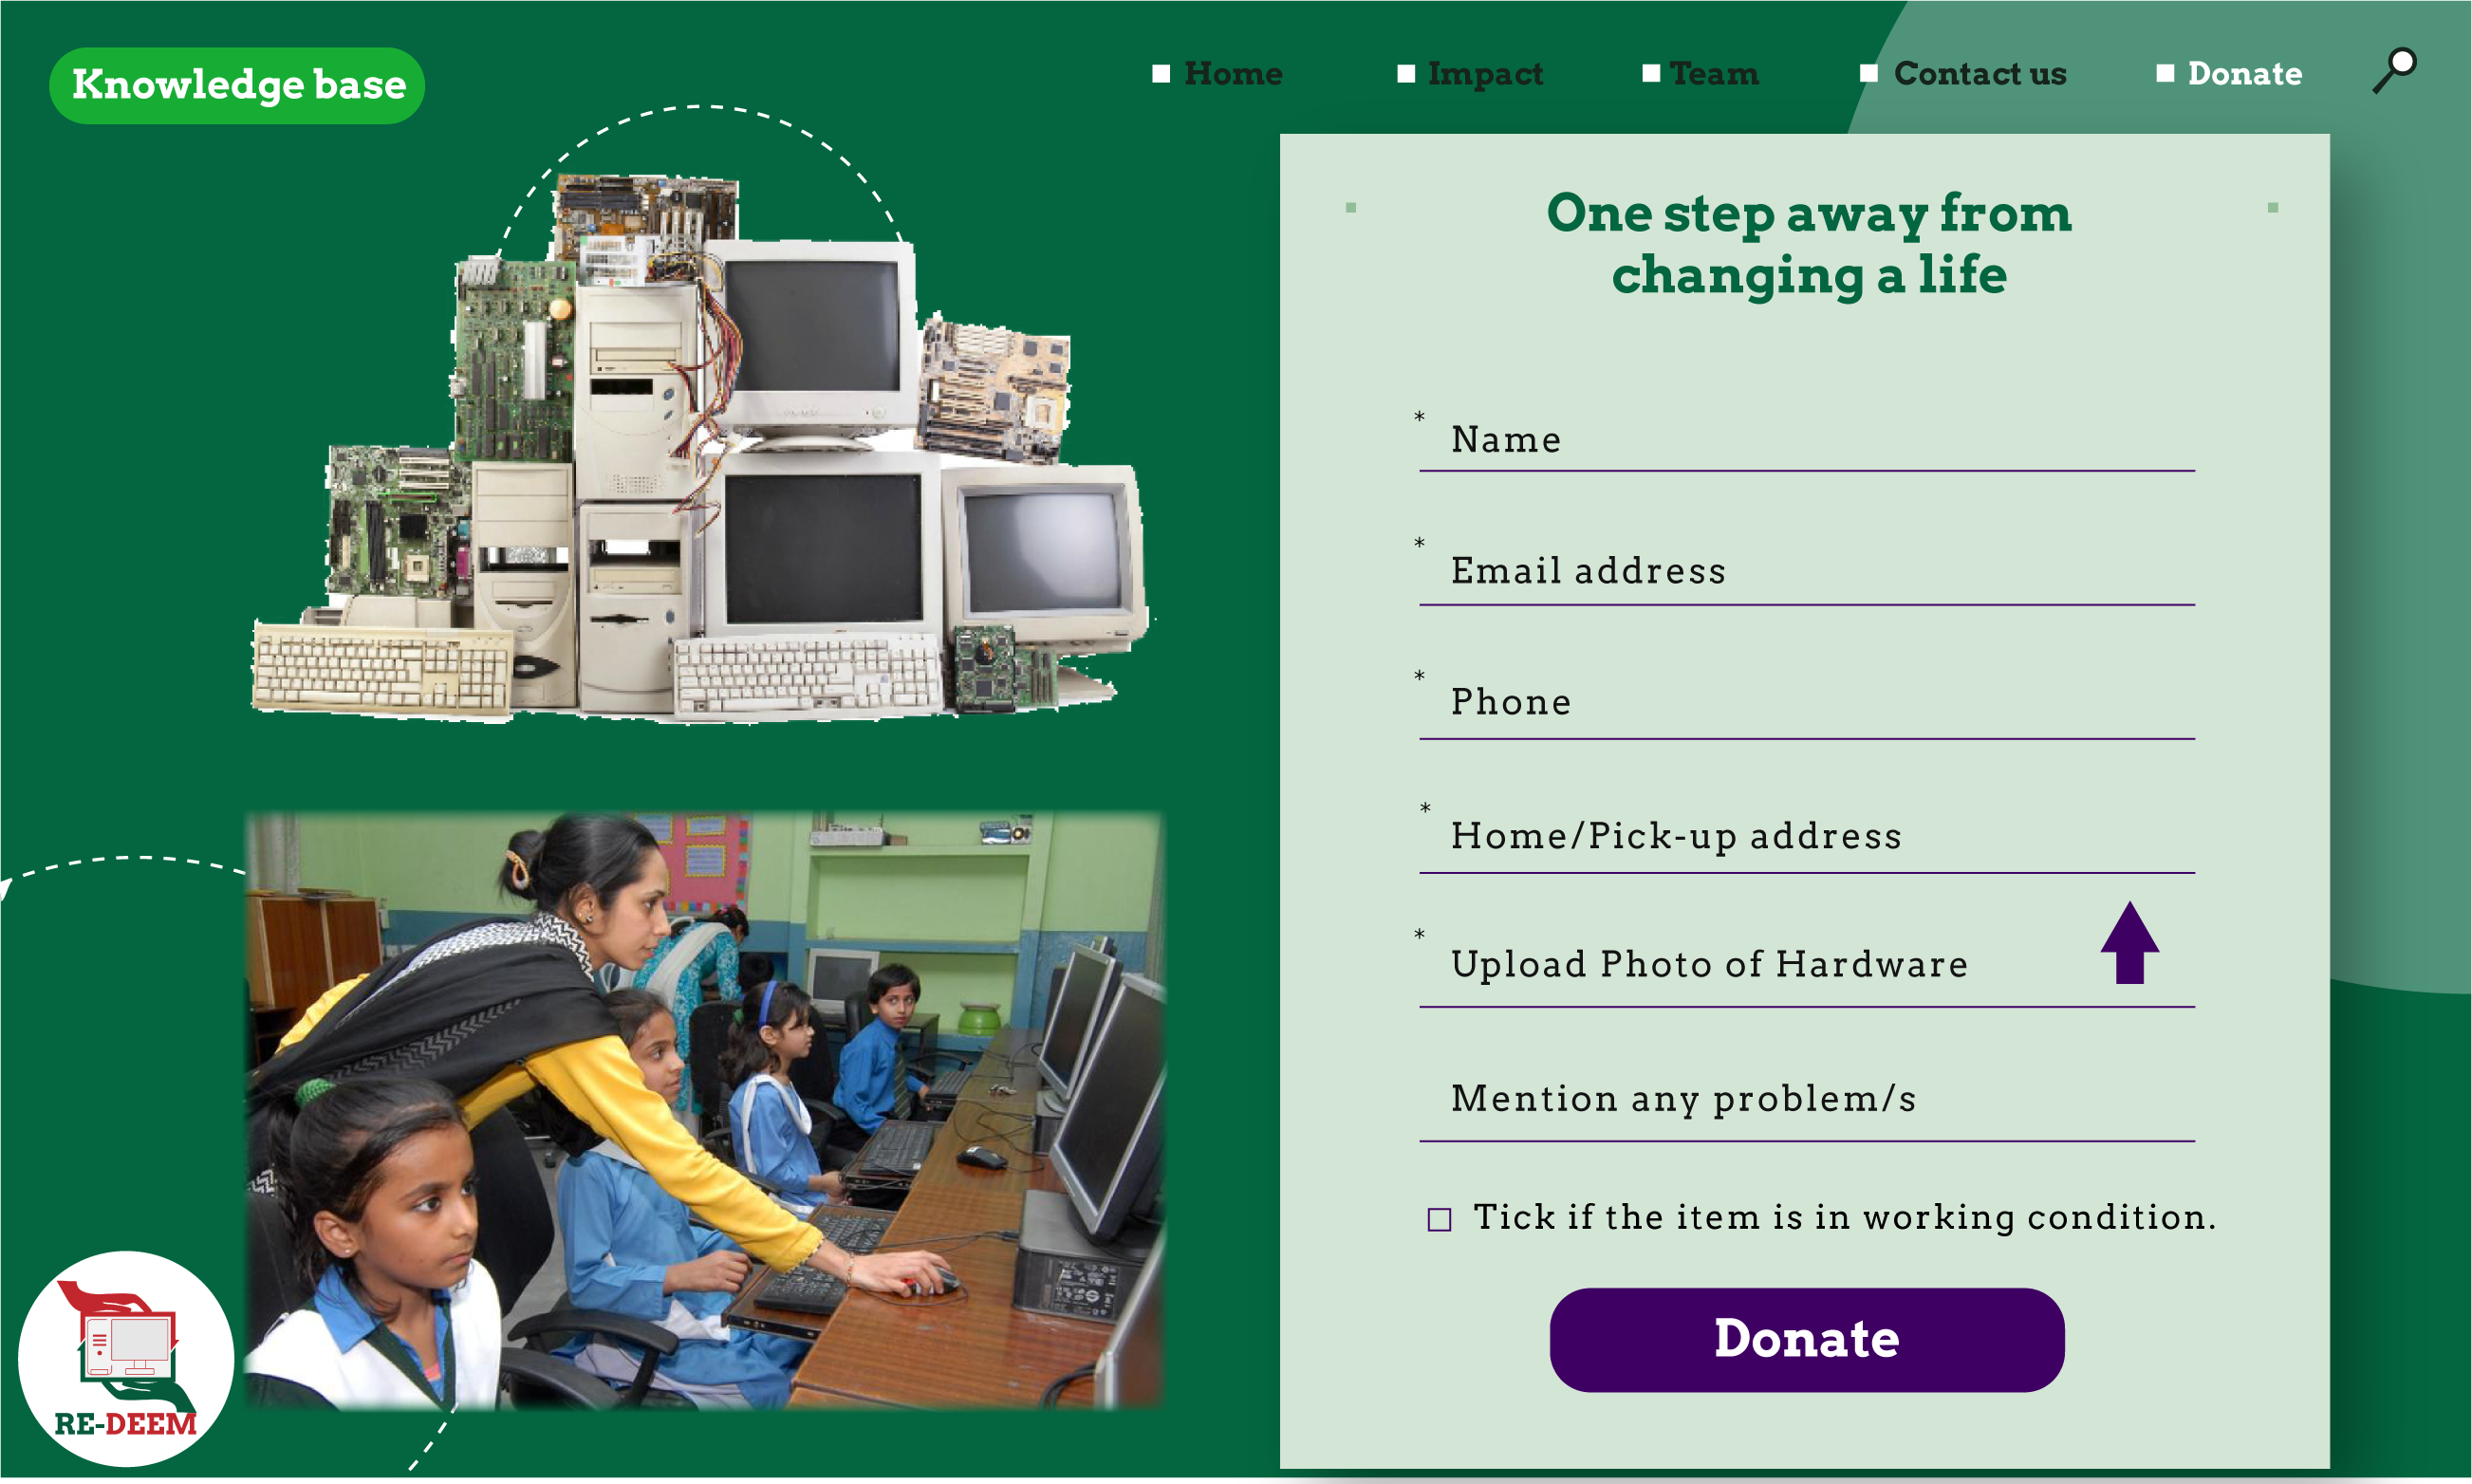 Knowledge base
Home
Impact
Team
Contact us
Donate
One step away from
changing a life
* Name
* Email address
* Phone
* Home/Pick-up address
* Upload Photo of Hardware
Mention any problem/s
Tick if the item is in working condition.
Donate
RE-DEEM